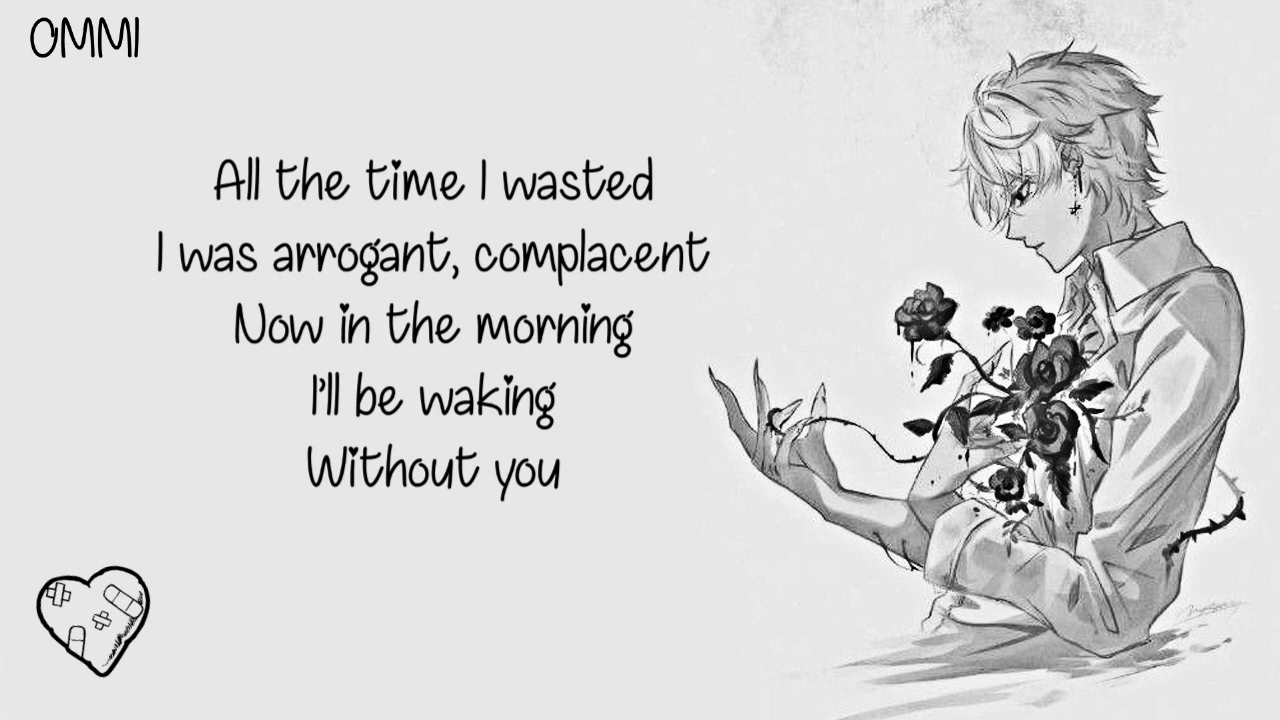 OMMI
All the time I wasted
I was arrogant, complacent
Now in the morning
I'll be waking
Without you